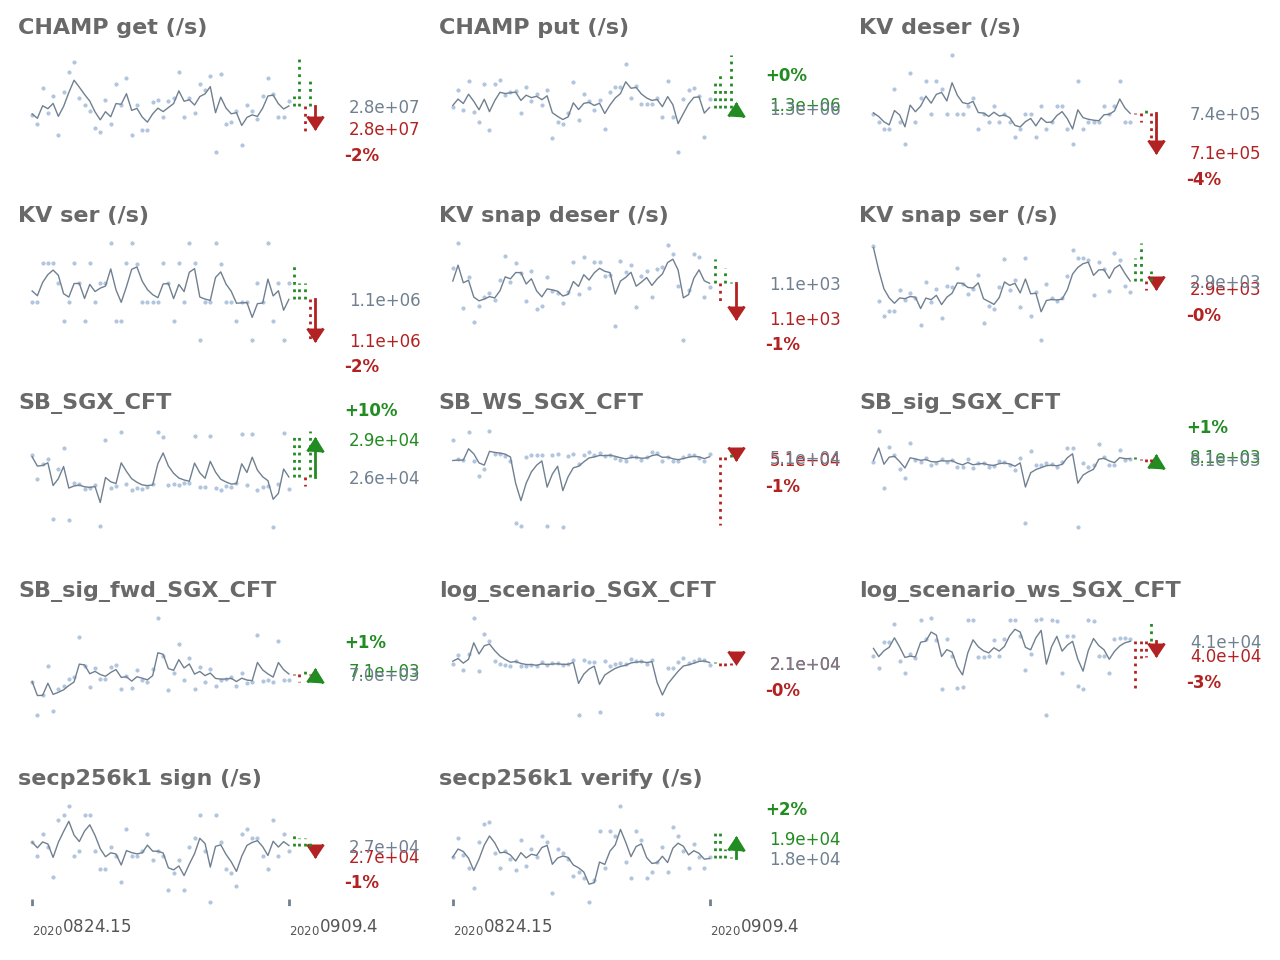 CHAMP get (/s)
2.8e+07
2.8e+07
-2%
CHAMP put (/s)
+0%
1.3e+06
1.3e+06
KV deser (/s)
7.4e+05
7.1e+05
-4%
KV ser (/s)
1.1e+06
1.1e+06
-2%
KV snap deser (/s)
1.1e+03
1.1e+03
-1%
KV snap ser (/s)
2.9e+03
2.9e+03
-0%
SB_SGX_CFT
+10%
2.9e+04
2.6e+04
SB_WS_SGX_CFT
5.1e+04
5.1e+04
-1%
SB_sig_SGX_CFT
+1%
8.1e+03
8.1e+03
SB_sig_fwd_SGX_CFT
+1%
7.1e+03
7.0e+03
log_scenario_SGX_CFT
2.1e+04
2.1e+04
-0%
log_scenario_ws_SGX_CFT
4.1e+04
4.0e+04
-3%
secp256k1 sign (/s)
2.7e+04
2.7e+04
-1%
20200824.15
20200909.4
secp256k1 verify (/s)
+2%
1.9e+04
1.8e+04
20200824.15
20200909.4